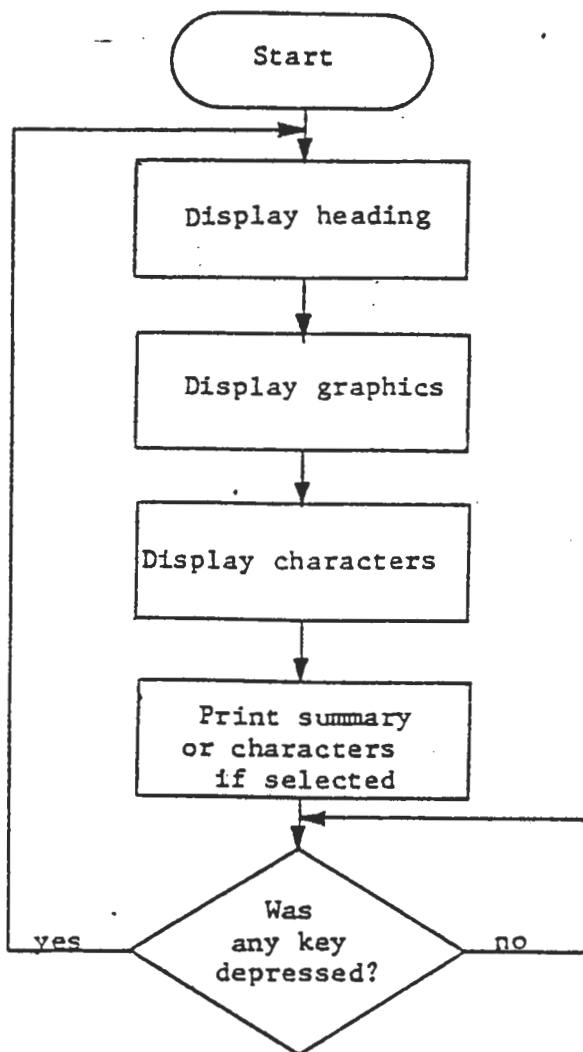 Start
Display heading
Display graphics
Display characters
Print summary
or characters
if selected
Was
any key
depressed?
yes
no